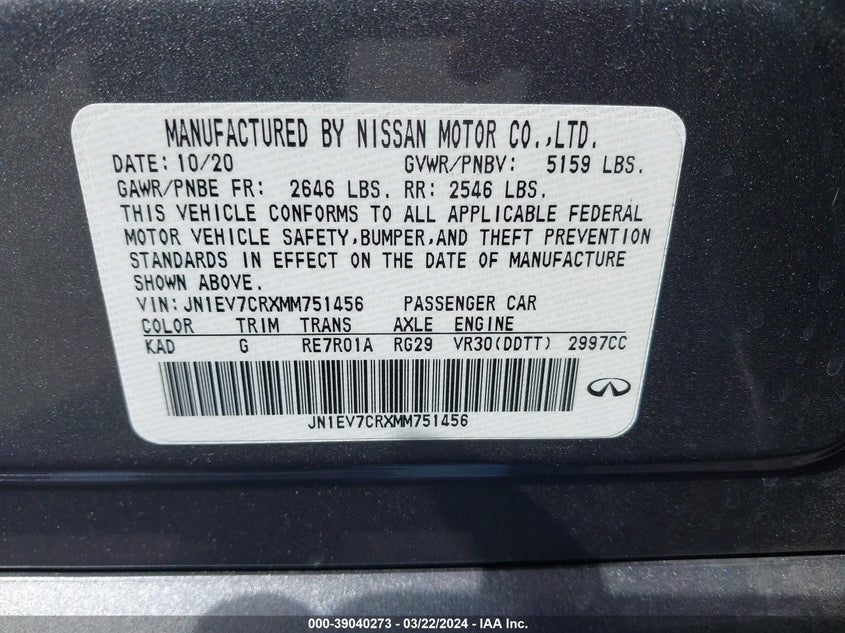 MANUFACTURED BY NISSAN MOTOR CO.,LTD.
DATE: 10/20 GVWR/PNBV: 5159 LBS.
GAWR/PNBE FR: 2646 LBS. RR: 2546 LBS.
THIS VEHICLE CONFORMS TO ALL APPLICABLE FEDERAL
MOTOR VEHICLE SAFETY,BUMPER,AND THEFT PREVENTION
STANDARDS IN EFFECT ON THE DATE OF MANUFACTURE
SHOWN ABOVE.
VIN: JN1EV7CRXMM751456 PASSENGER CAR
COLOR TRIM TRANS AXLE ENGINE
KAD G RE7R01A RG29 VR30(DDTT) 2997CC
JN1EV7CRXMM751456
000-39040273 - 03/22/2024 - IAA Inc.